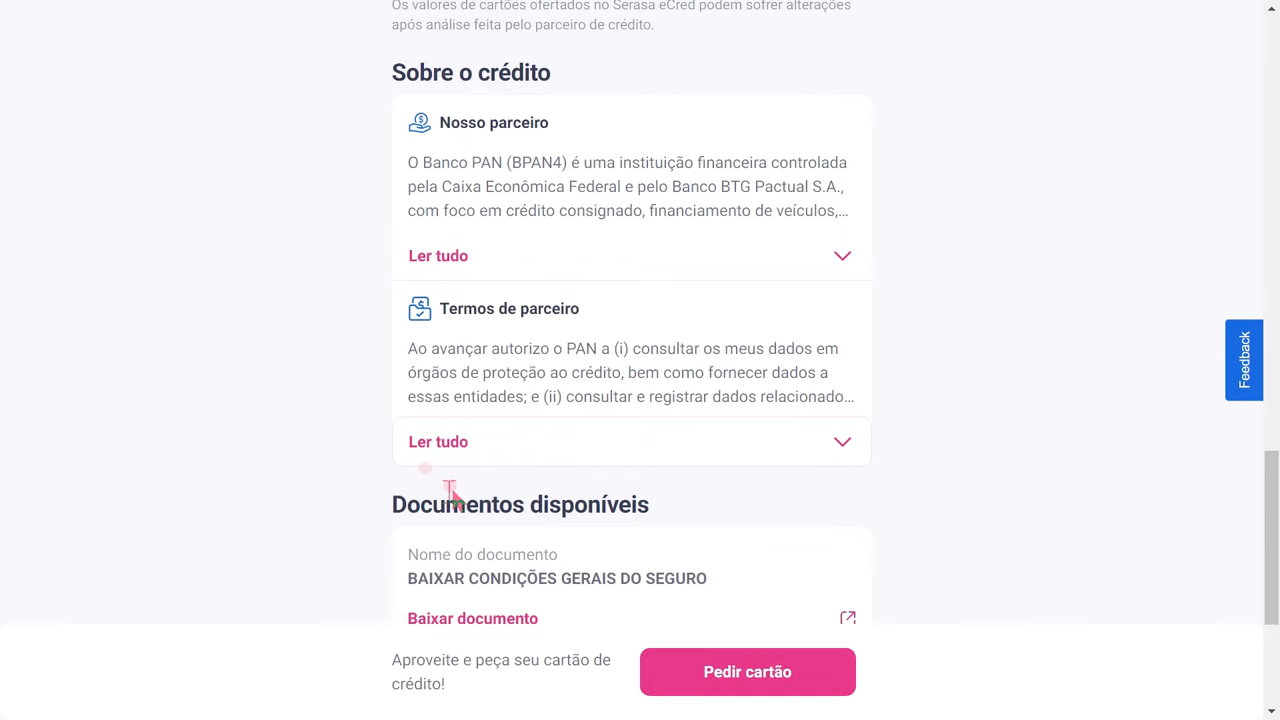 Os valores de cartões ofertados no Serasa eCred podem sofrer alterações
após análise feita pelo parceiro de crédito.
Sobre o crédito
Nosso parceiro
O Banco PAN (BPAN4) é uma instituição financeira controlada
pela Caixa Econômica Federal e pelo Banco BTG Pactual S.A.,
com foco em crédito consignado, financiamento de veículos,…
Ler tudo
Termos de parceiro
Ao avançar autorizo o PAN a (i) consultar os meus dados em
órgãos de proteção ao crédito, bem como fornecer dados a
essas entidades; e (ii) consultar e registrar dados relacionado…
Ler tudo
Documentos disponíveis
Nome do documento
BAIXAR CONDIÇÕES GERAIS DO SEGURO
Baixar documento
Aproveite e peça seu cartão de
crédito!
Pedir cartão
Feedback